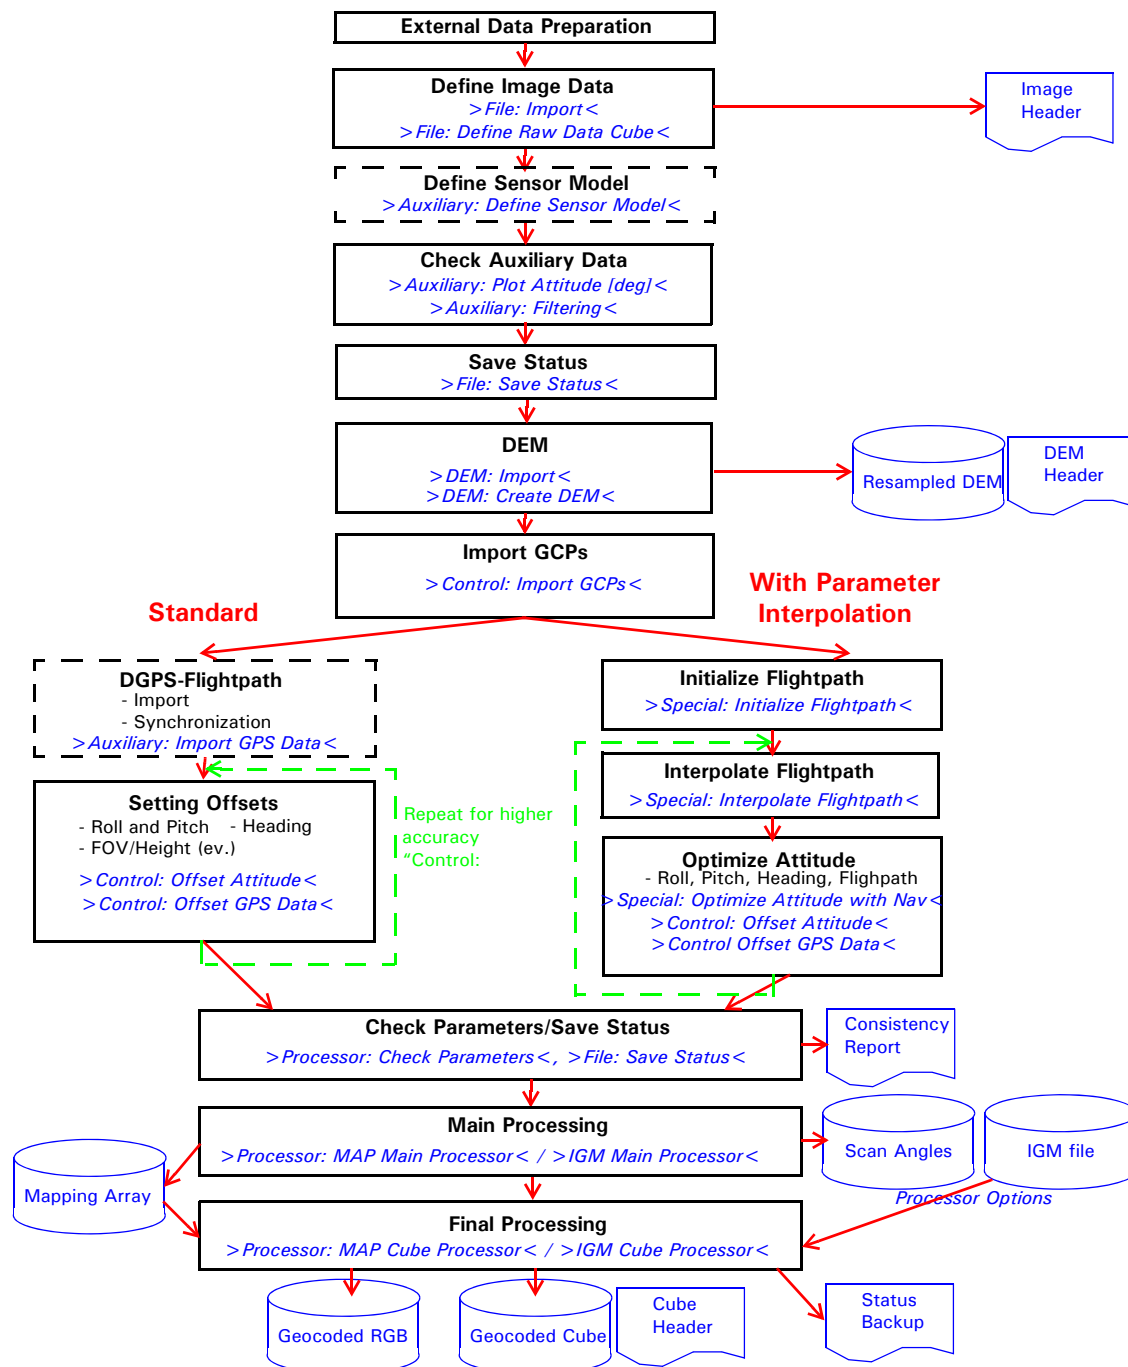 External Data Preparation
Define Image Data
>File: Import<
>File: Define Raw Data Cube<
Image
Header
Define Sensor Model
>Auxiliary: Define Sensor Model<
Check Auxiliary Data
>Auxiliary: Plot Attitude [deg]<
>Auxiliary: Filtering<
Save Status
>File: Save Status<
DEM
>DEM: Import<
>DEM: Create DEM<
Resampled DEM
DEM
Header
Import GCPs
>Control: Import GCPs<
Standard
With Parameter
Interpolation
DGPS-Flightpath
- Import
- Synchronization
>Auxiliary: Import GPS Data<
Setting Offsets
- Roll and Pitch - Heading
- FOV/Height (ev.)
>Control: Offset Attitude<
>Control: Offset GPS Data<
Repeat for higher
accuracy
"Control:
Initialize Flightpath
>Special: Initialize Flightpath<
Interpolate Flightpath
>Special: Interpolate Flightpath<
Optimize Attitude
- Roll, Pitch, Heading, Flighpath
>Special: Optimize Attitude with Nav<
>Control: Offset Attitude<
>Control Offset GPS Data<
Check Parameters/Save Status
>Processor: Check Parameters<, >File: Save Status<
Consistency
Report
Main Processing
>Processor: MAP Main Processor< / >IGM Main Processor<
Mapping Array
Scan Angles
IGM file
Processor Options
Final Processing
>Processor: MAP Cube Processor< / >IGM Cube Processor<
Geocoded RGB
Geocoded Cube
Cube
Header
Status
Backup